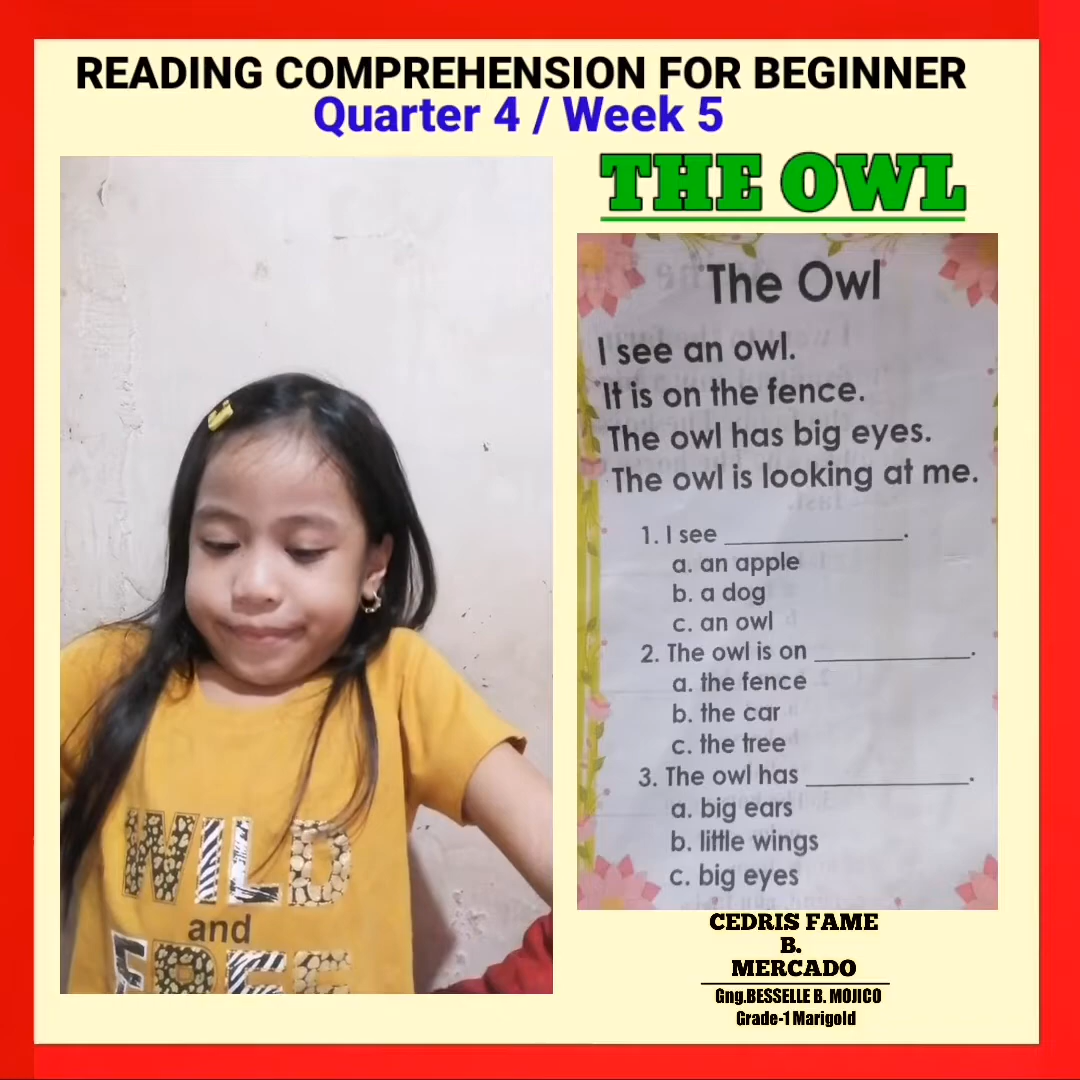 READING COMPREHENSION FOR BEGINNER
Quarter 4 / Week 5
THE OWL
The Owl
I see an owl.
It is on the fence.
The owl has big eyes.
The owl is looking at me.
1. I see ______________.
a. an apple
b. a dog
c. an owl
2. The owl is on ____________.
a. the fence
b. the car
c. the tree
3. The owl has _____________.
a. big ears
b. little wings
c. big eyes
CEDRIS FAME
B.
MERCADO
Gng.BESSELLE B. MOJICO
Grade-1 Marigold
WILD
and
FREE